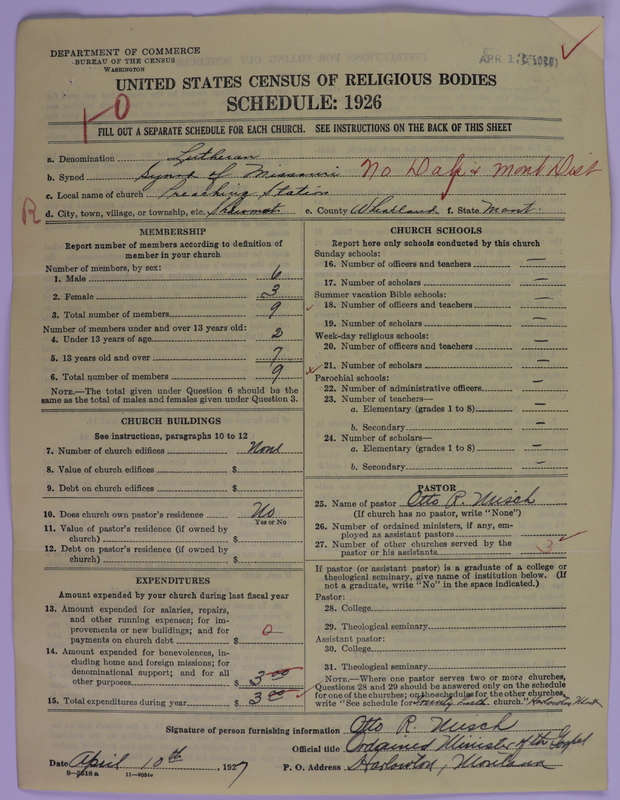 DEPARTMENT OF COMMERCE
BUREAU OF THE CENSUS
WASHINGTON
APR 1
UNITED STATES CENSUS OF RELIGIOUS BODIES
SCHEDULE: 1926
FILL OUT A SEPARATE SCHEDULE FOR EACH CHURCH. SEE INSTRUCTIONS ON THE BACK OF THIS SHEET
a. Denomination Lutheran
b. Synod Synod of Missouri No Dak & Mont Dist
c. Local name of church Preaching Station
R d. City, town, village, or township, etc. e. County Wheatland f. State Mont.
MEMBERSHIP
Report number of members according to definition of
member in your church
Number of members, by sex:
1. Male 6
2. Female 3
3. Total number of members 9
Number of members under and over 13 years old:
4. Under 13 years of age 2
5. 13 years old and over 7
6. Total number of members 9
NOTE.—The total given under Question 6 should be the
same as the total of males and females given under Question 3.
CHURCH BUILDINGS
See instructions, paragraphs 10 to 12
7. Number of church edifices None
8. Value of church edifices $
9. Debt on church edifices $
10. Does church own pastor's residence No
Yes or No
11. Value of pastor's residence (if owned by
church) $
12. Debt on pastor's residence (if owned by
church) $
EXPENDITURES
Amount expended by your church during last fiscal year
13. Amount expended for salaries, repairs,
and other running expenses; for im-
provements or new buildings; and for
payments on church debt $ 0
14. Amount expended for benevolences, in-
cluding home and foreign missions; for
denominational support; and for all
other purposes $ 3.00
15. Total expenditures during year $ 3.00
CHURCH SCHOOLS
Report here only schools conducted by this church
Sunday schools:
16. Number of officers and teachers —
17. Number of scholars —
Summer vacation Bible schools:
18. Number of officers and teachers —
19. Number of scholars —
Week-day religious schools:
20. Number of officers and teachers —
21. Number of scholars —
Parochial schools:
22. Number of administrative officers —
23. Number of teachers—
a. Elementary (grades 1 to 8) —
b. Secondary —
24. Number of scholars—
a. Elementary (grades 1 to 8) —
b. Secondary —
PASTOR
25. Name of pastor Otto R. Nusch
(If church has no pastor, write "None")
26. Number of ordained ministers, if any, em-
ployed as assistant pastors
27. Number of other churches served by the
pastor or his assistants 3
If pastor (or assistant pastor) is a graduate of a college or
theological seminary, give name of institution below. (If
not a graduate, write "No" in the space indicated.)
Pastor:
28. College
29. Theological seminary
Assistant pastor:
30. College
31. Theological seminary
NOTE.—Where one pastor serves two or more churches,
Questions 28 and 29 should be answered only on the schedule
for one of the churches; on the schedules for the other churches,
write "See schedule for Trinity Luth. church." Harlowton Mont
Signature of person furnishing information Otto R. Nusch
Official title Ordained Minister of the Gospel
Date April 10th, 1927 P. O. Address Harlowton, Montana
8-5518 a 11-9054